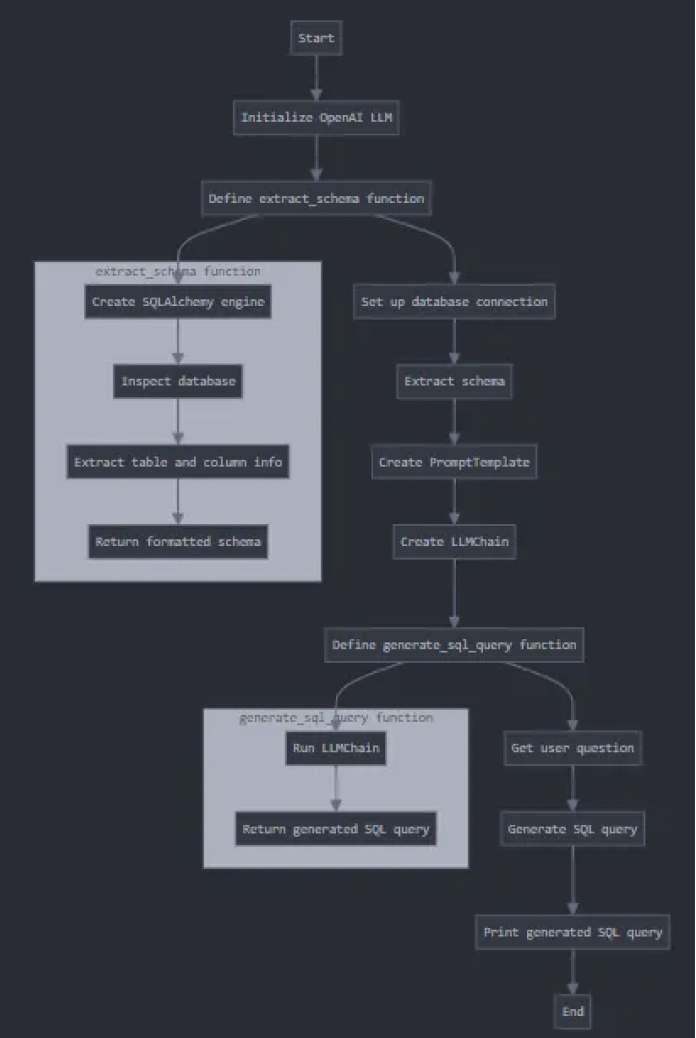 Start
Initialize OpenAI LLM
Define extract_schema function
extract_schema function
Create SQLAlchemy engine
Inspect database
Extract table and column info
Return formatted schema
Set up database connection
Extract schema
Create PromptTemplate
Create LLMChain
Define generate_sql_query function
generate_sql_query function
Run LLMChain
Return generated SQL query
Get user question
Generate SQL query
Print generated SQL query
End